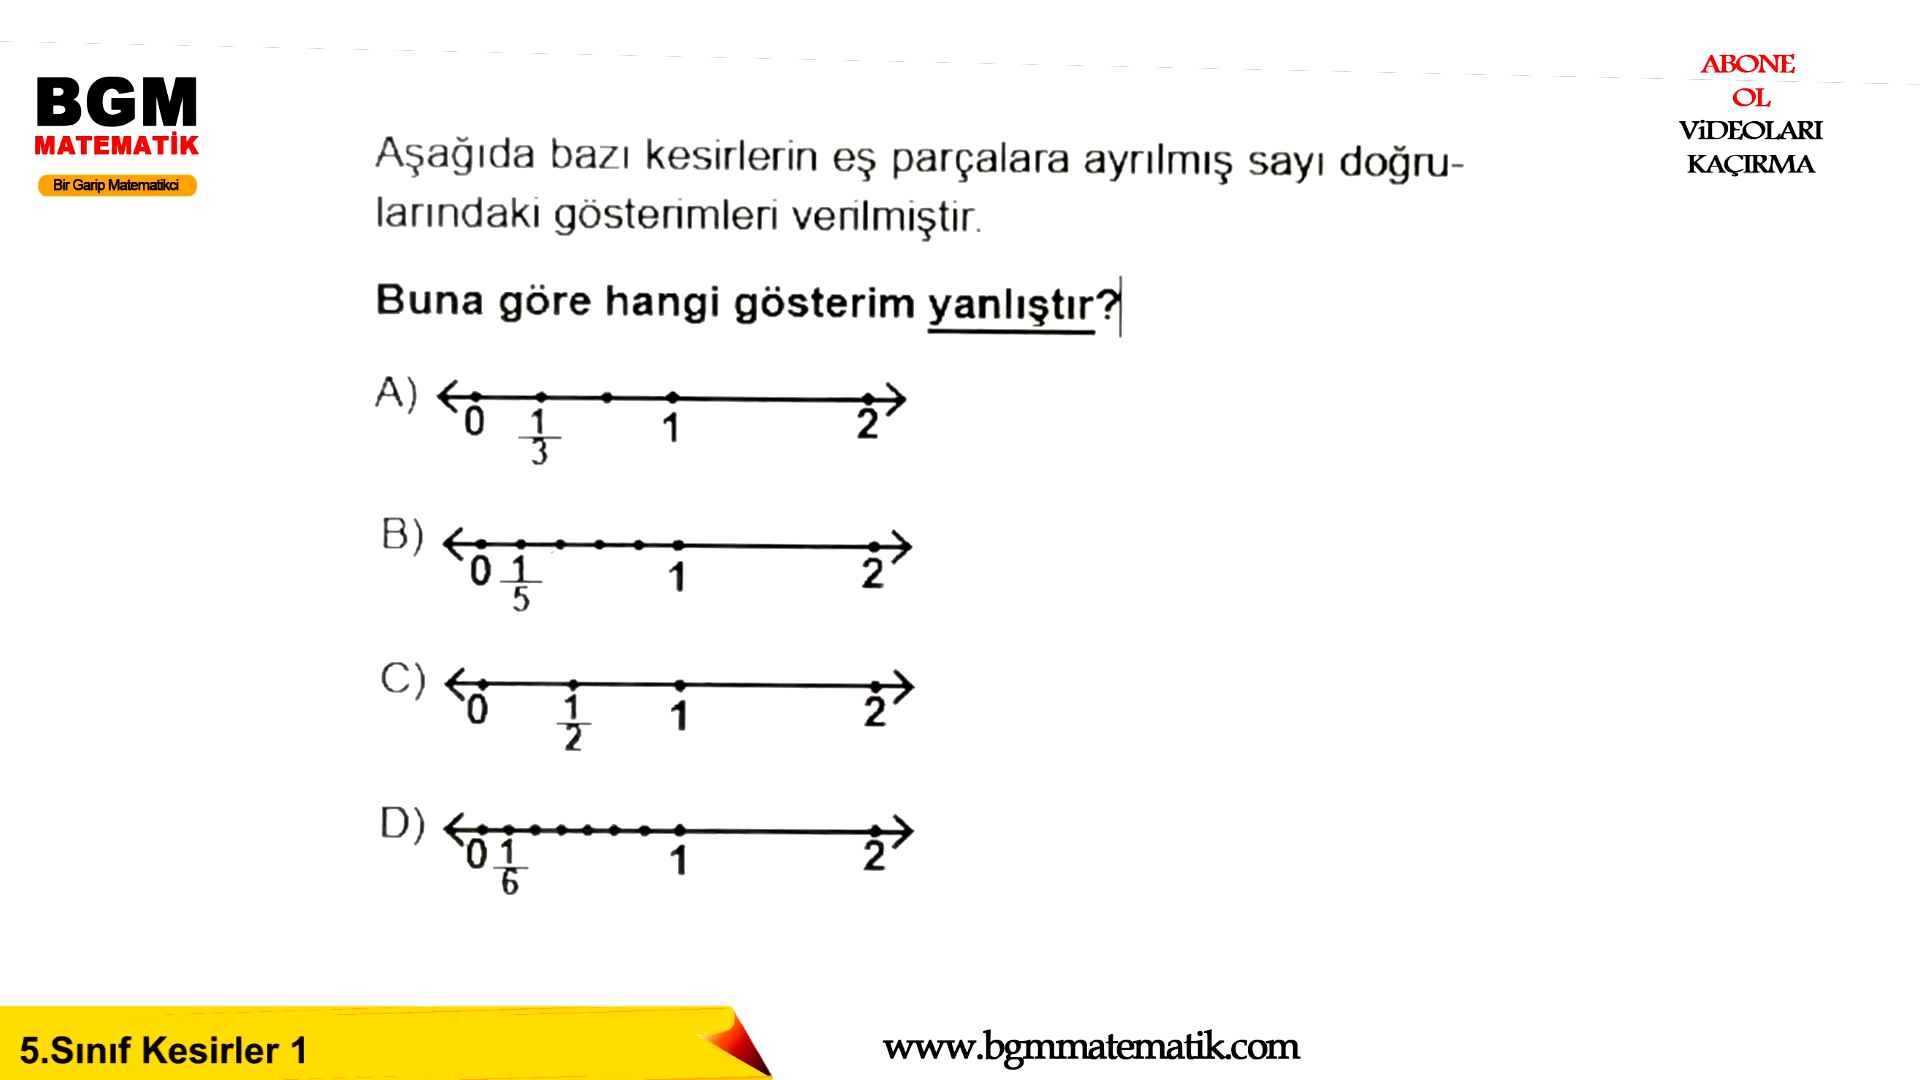 BGM
MATEMATİK
Bir Garip Matematikci
ABONE
OL
ViDEOLARI
KAÇIRMA
Aşağıda bazı kesirlerin eş parçalara ayrılmış sayı doğru-
larındaki gösterimleri verilmiştir.
Buna göre hangi gösterim yanlıştır?
A) 0 1/3 1 2
B) 0 1/5 1 2
C) 0 1/2 1 2
D) 0 1/6 1 2
5.Sınıf Kesirler 1
www.bgmmatematik.com